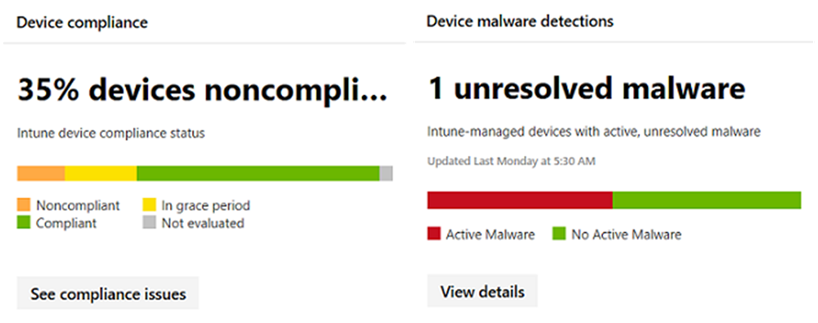 Device compliance
35% devices noncompli...
Intune device compliance status
Noncompliant
In grace period
Compliant
Not evaluated
See compliance issues
Device malware detections
1 unresolved malware
Intune-managed devices with active, unresolved malware
Updated Last Monday at 5:30 AM
Active Malware
No Active Malware
View details